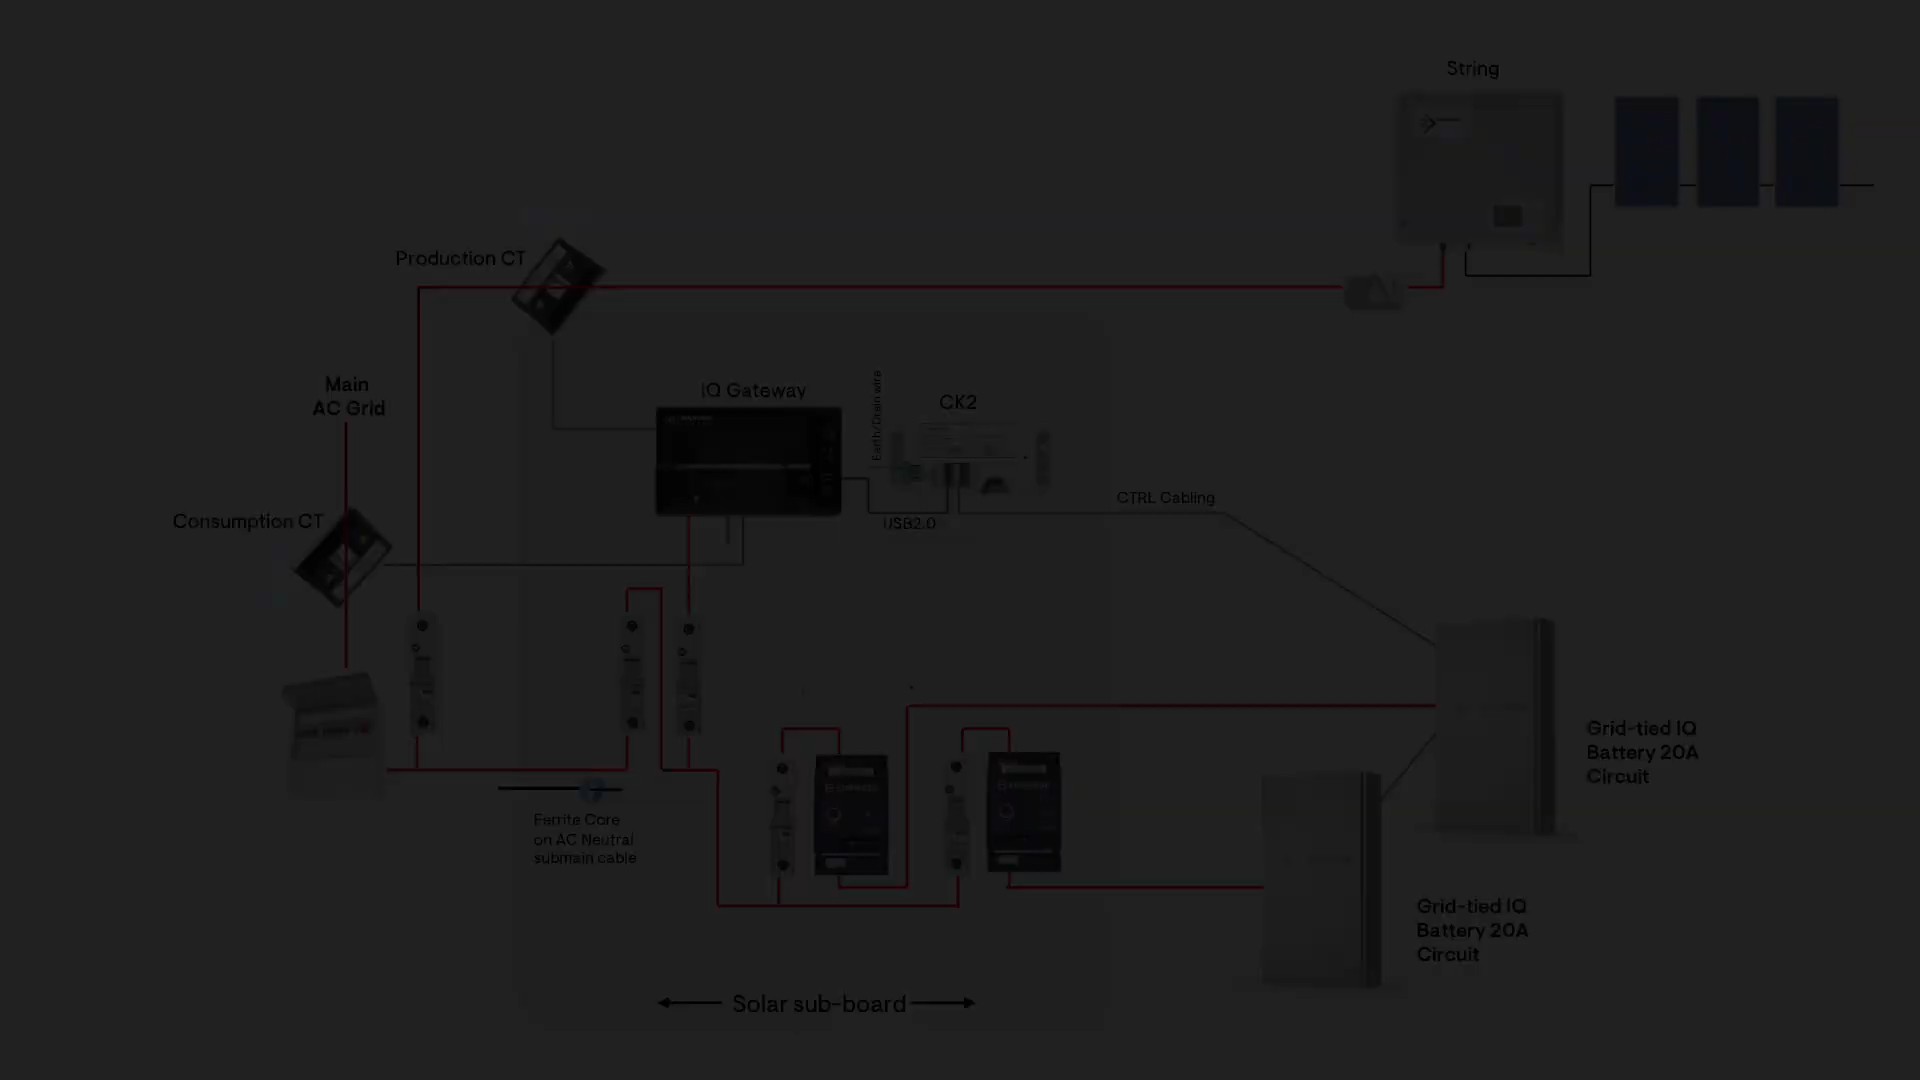 String
Production CT
Main
AC Grid
IQ Gateway
Earth/Drain wire
CK2
CTRL Cabling
Consumption CT
USB2.0
Grid-tied IQ
Battery 20A
Circuit
Ferrite Core
on AC Neutral
submain cable
Grid-tied IQ
Battery 20A
Circuit
Solar sub-board